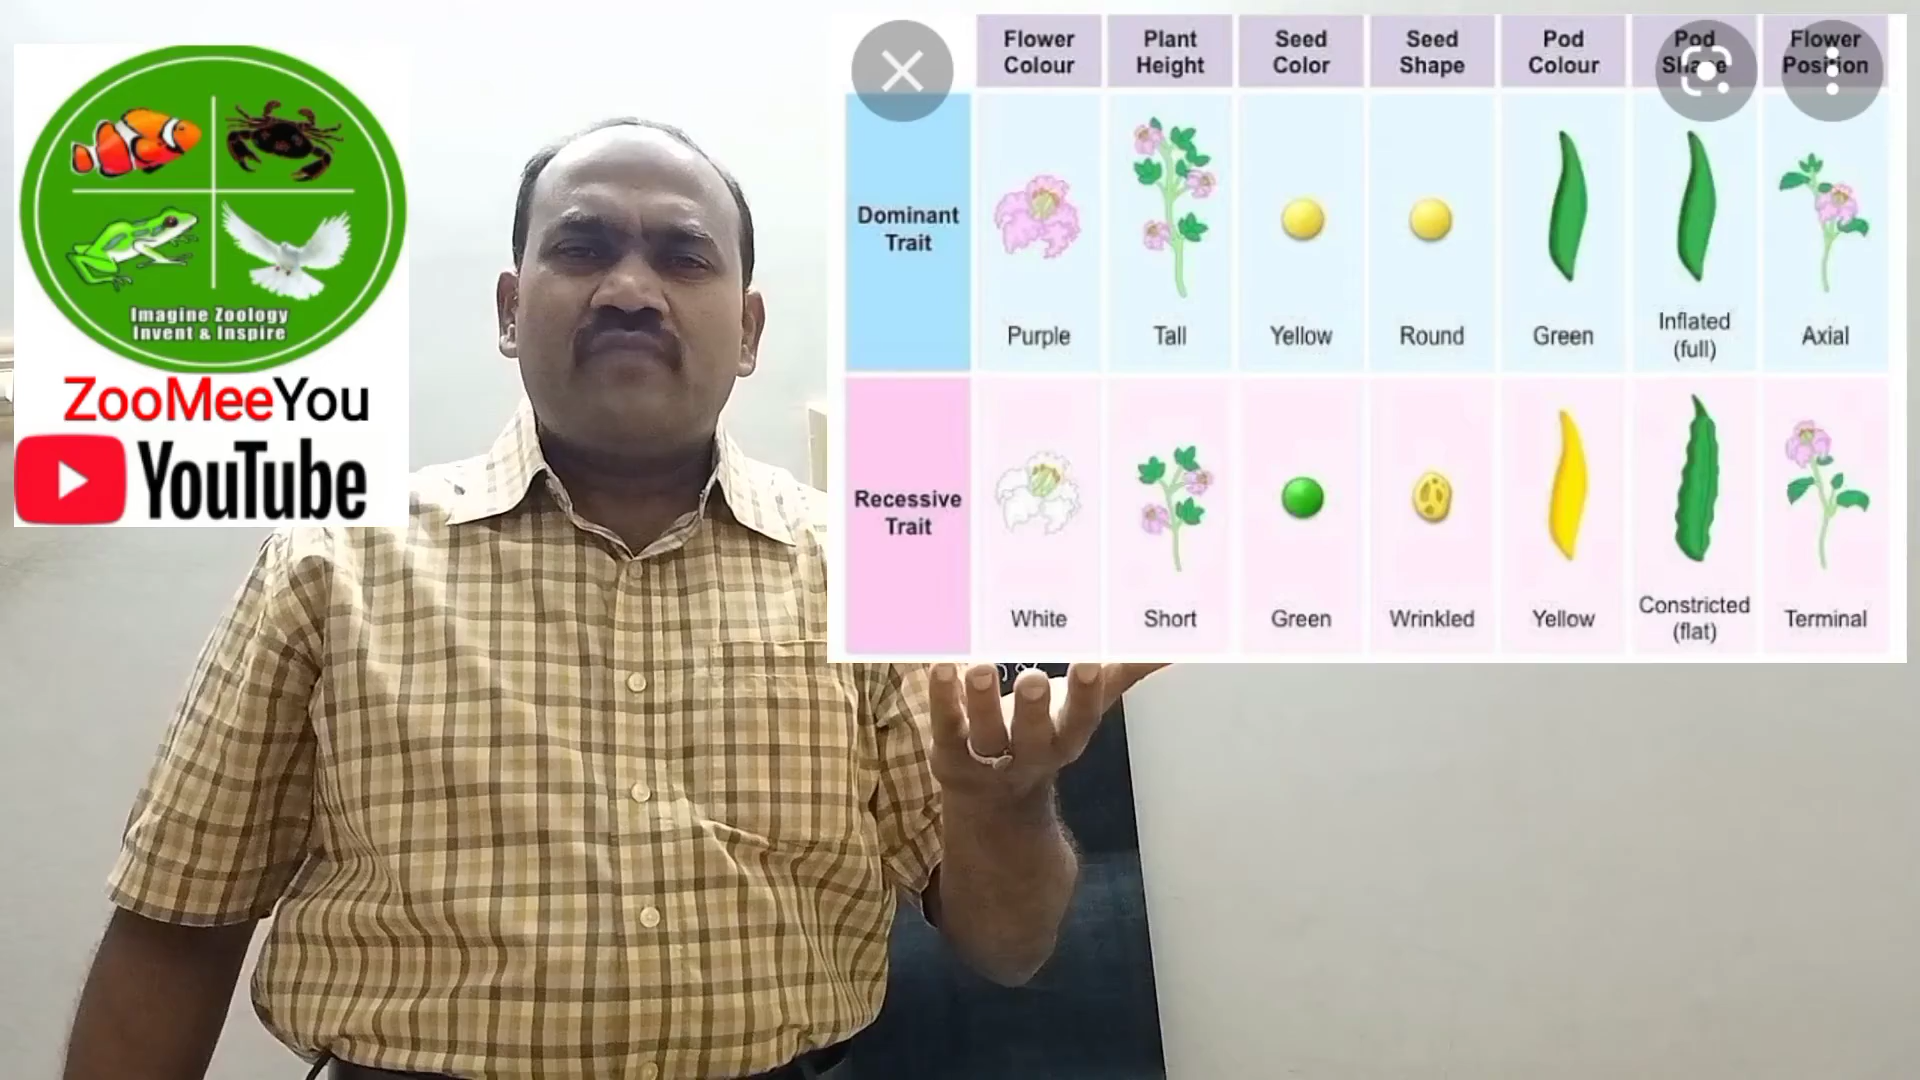 Imagine Zoology
Invent & Inspire
ZooMeeYou
YouTube
Flower Colour
Plant Height
Seed Color
Seed Shape
Pod Colour
Pod Shape
Flower Position
Dominant Trait
Purple
Tall
Yellow
Round
Green
Inflated (full)
Axial
Recessive Trait
White
Short
Green
Wrinkled
Yellow
Constricted (flat)
Terminal